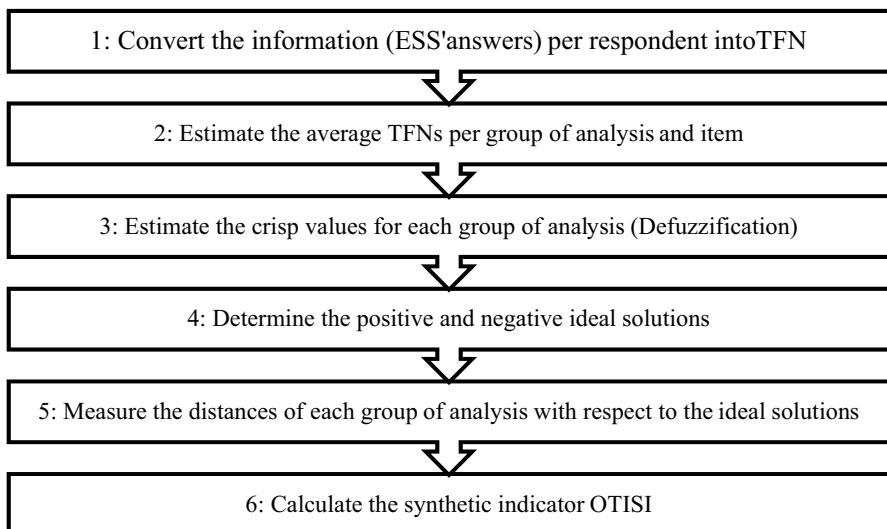 1: Convert the information (ESS'answers) per respondent intoTFN
2: Estimate the average TFNs per group of analysis and item
3: Estimate the crisp values for each group of analysis (Defuzzification)
4: Determine the positive and negative ideal solutions
5: Measure the distances of each group of analysis with respect to the ideal solutions
6: Calculate the synthetic indicator OTISI